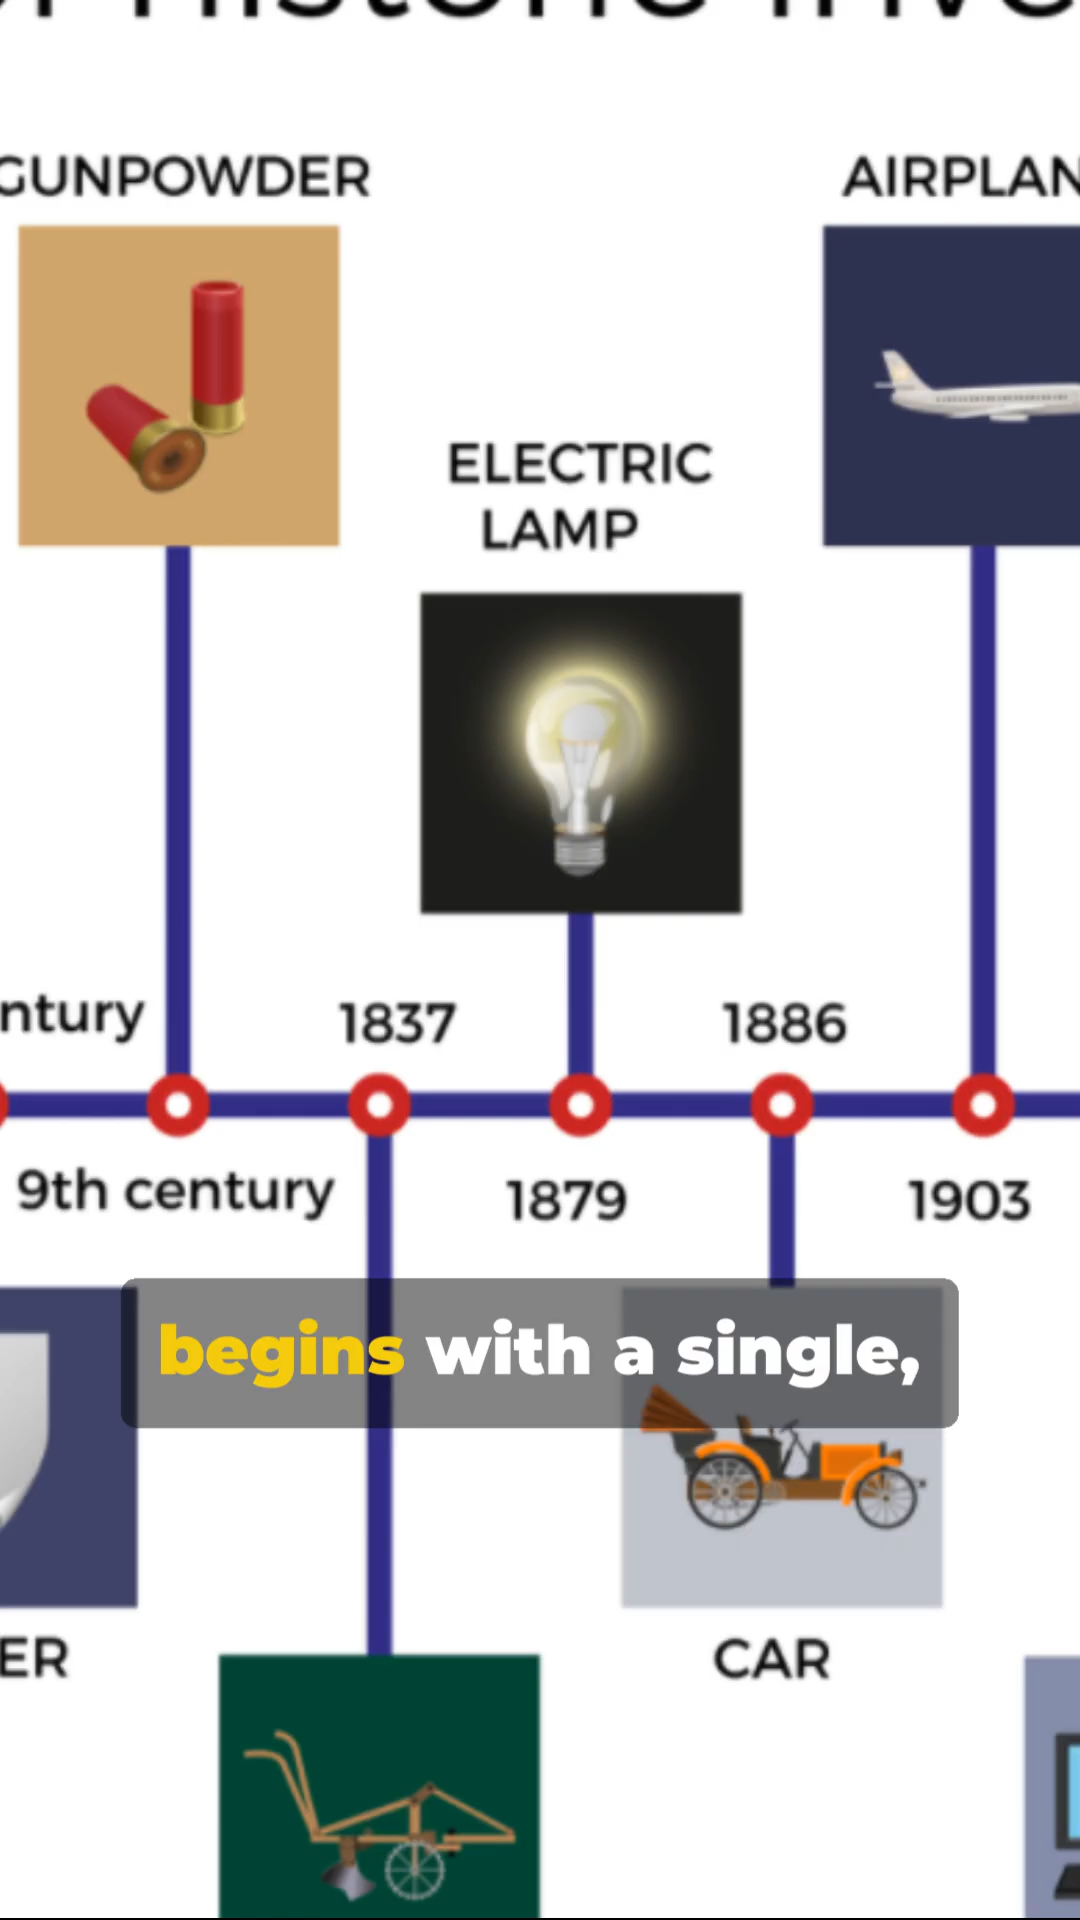 GUNPOWDER
AIRPLAN
ELECTRIC
LAMP
ntury
1837
1886
9th century
1879
1903
begins with a single,
ER
CAR